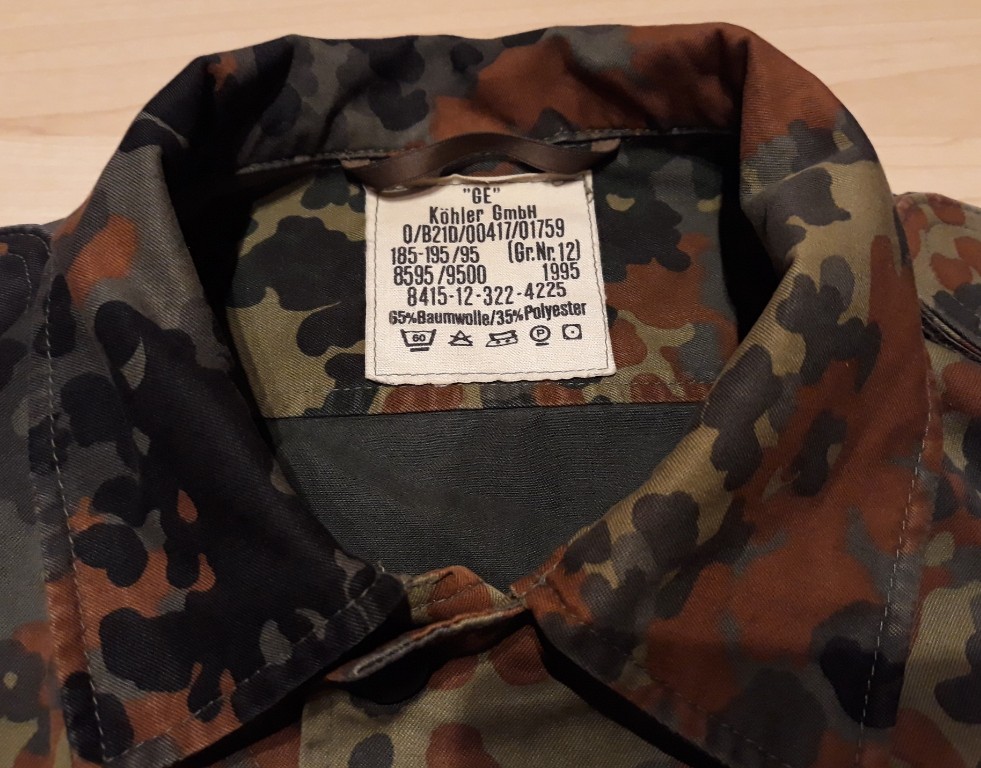 "GE"
Köhler GmbH
0/B21D/00417/01759
185-195/95 (Gr.Nr.12)
8595/9500 1995
8415-12-322-4225
65%Baumwolle/35%Polyester
60 P